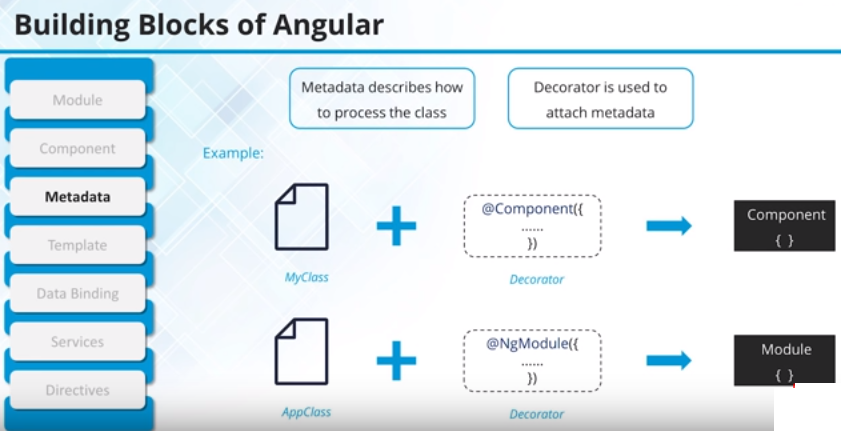 Building Blocks of Angular
Module
Component
Metadata
Template
Data Binding
Services
Directives
Metadata describes how
to process the class
Decorator is used to
attach metadata
Example:
MyClass
@Component({
......
})
Decorator
Component
{ }
AppClass
@NgModule({
......
})
Decorator
Module
{ }